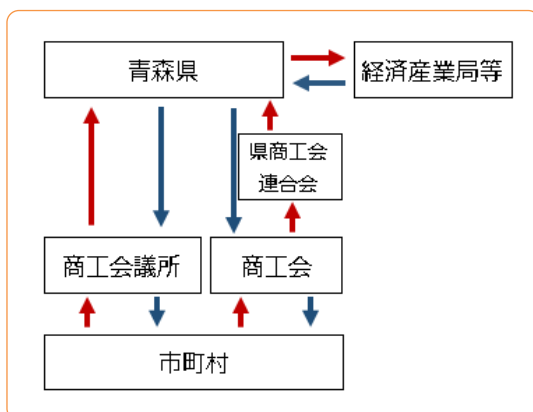 青森県
経済産業局等
県商工会
連合会
商工会議所
商工会
市町村